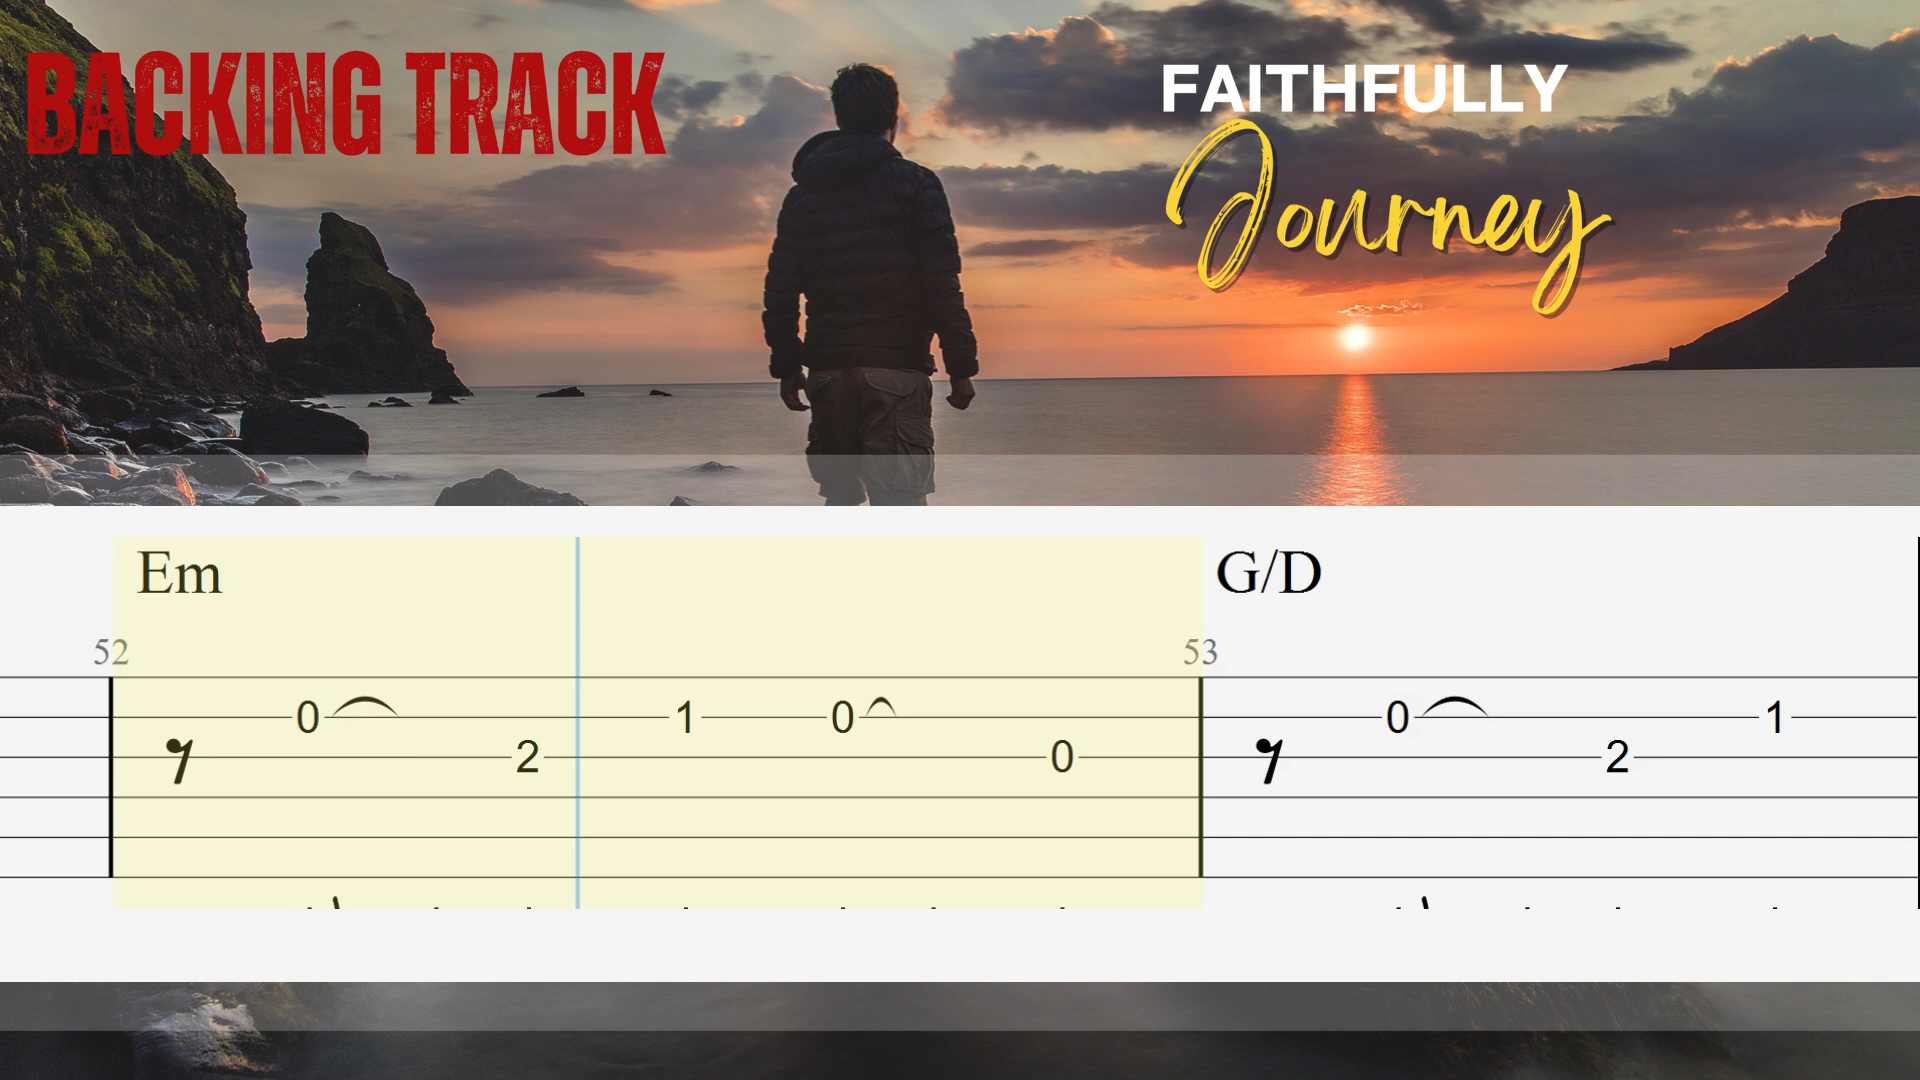 BACKING TRACK
FAITHFULLY
Journey
Em G/D
52 53
0 1 0 0 1
2 0 2